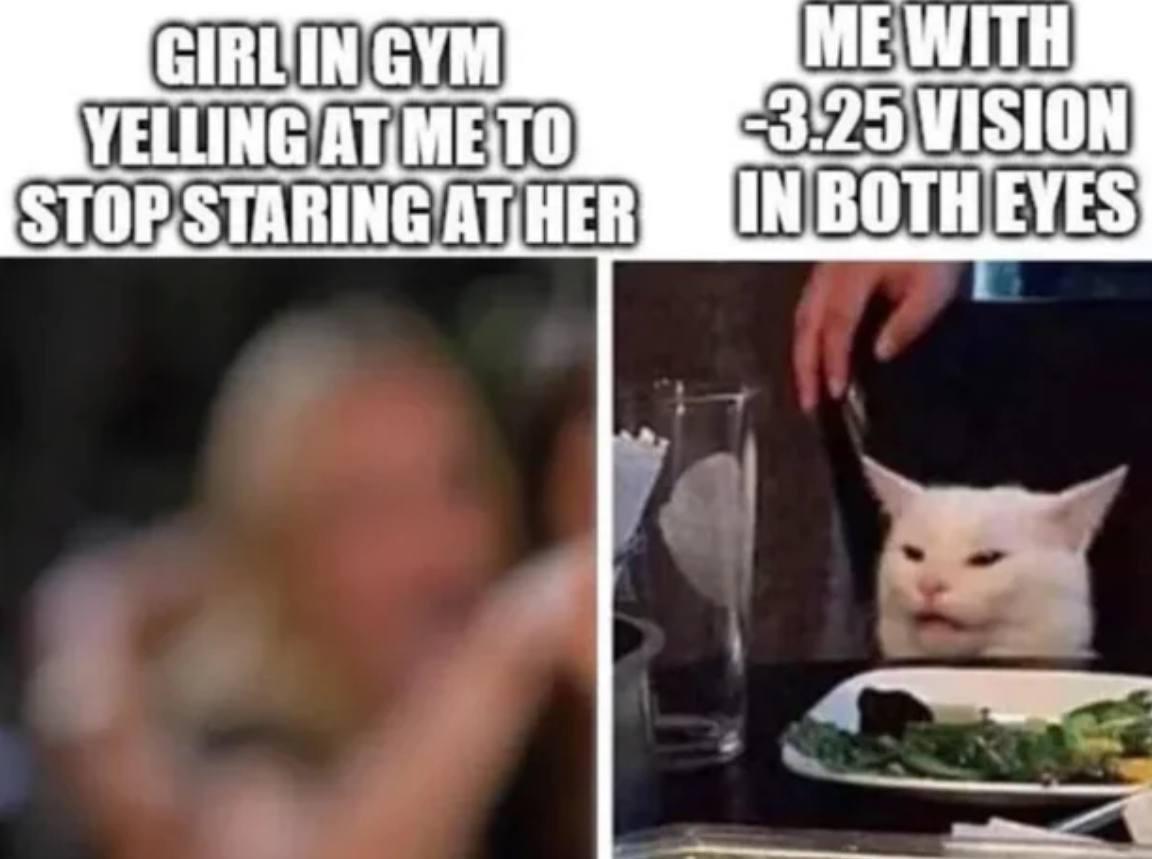 GIRL IN GYM
YELLING AT ME TO
STOP STARING AT HER
ME WITH
-3.25 VISION
IN BOTH EYES